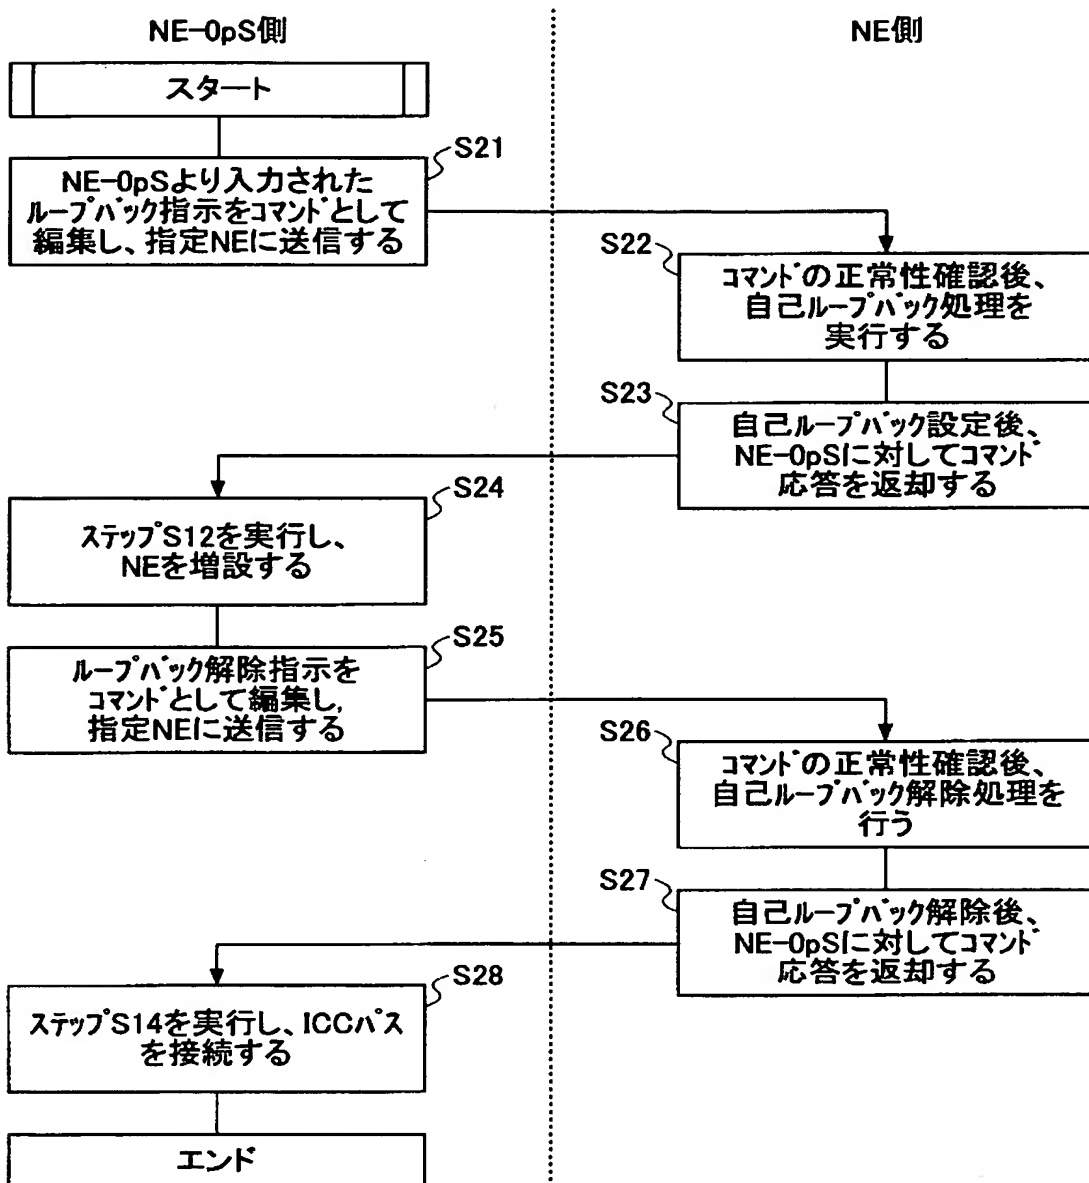 NE-OpS側
NE側
スタート
S21
NE-OpSより入力された
ループバック指示をコマンドとして
編集し、指定NEに送信する
S22
コマンドの正常性確認後、
自己ループバック処理を
実行する
S23
自己ループバック設定後、
NE-OpSに対してコマンド
応答を返却する
S24
ステップS12を実行し、
NEを増設する
S25
ループバック解除指示を
コマンドとして編集し,
指定NEに送信する
S26
コマンドの正常性確認後、
自己ループバック解除処理を
行う
S27
自己ループバック解除後、
NE-OpSに対してコマンド
応答を返却する
S28
ステップS14を実行し、ICCパス
を接続する
エンド